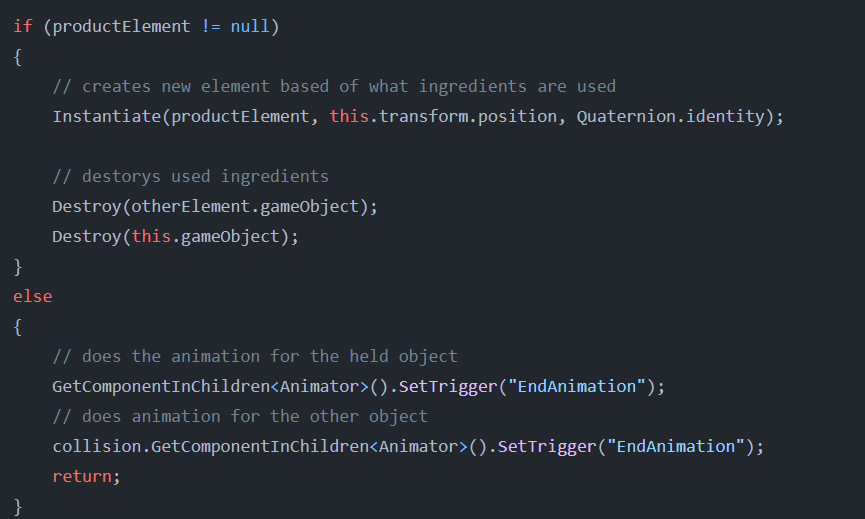 if (productElement != null)
{
    // creates new element based of what ingredients are used
    Instantiate(productElement, this.transform.position, Quaternion.identity);

    // destorys used ingredients
    Destroy(otherElement.gameObject);
    Destroy(this.gameObject);
}
else
{
    // does the animation for the held object
    GetComponentInChildren<Animator>().SetTrigger("EndAnimation");
    // does animation for the other object
    collision.GetComponentInChildren<Animator>().SetTrigger("EndAnimation");
    return;
}